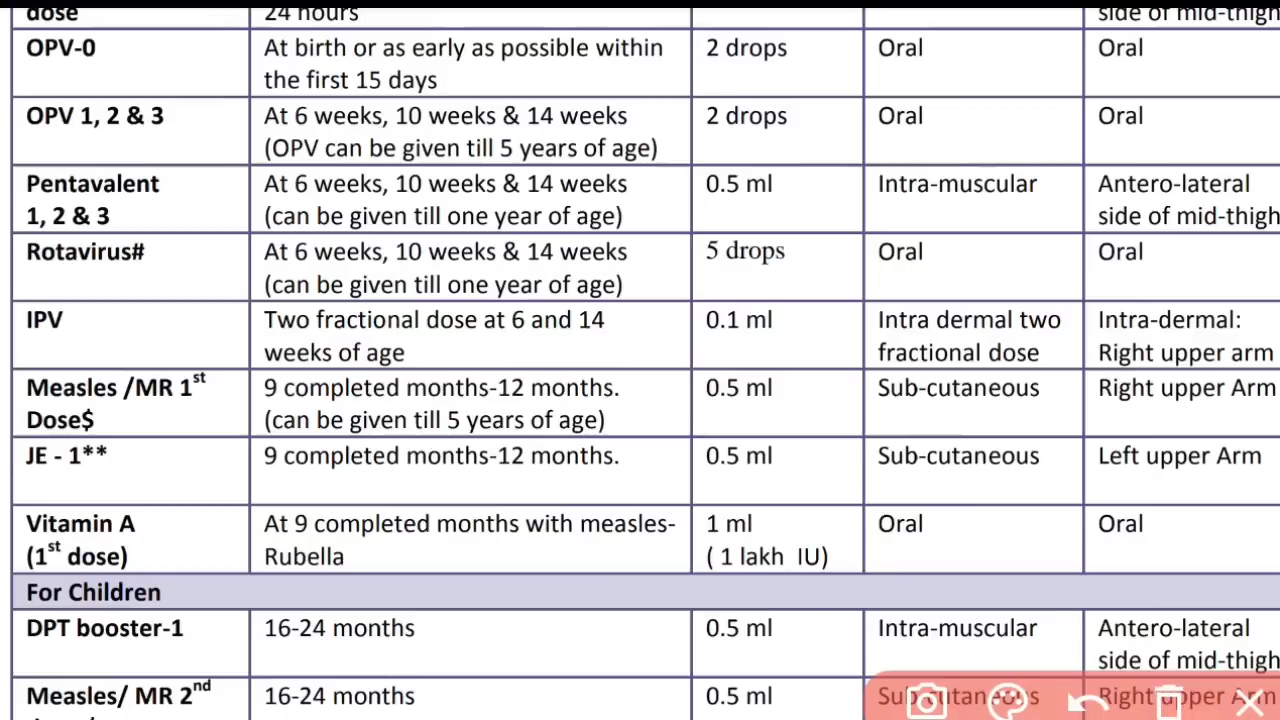 dose 24 hours side of mid-thigh
OPV-0 At birth or as early as possible within 2 drops Oral Oral
the first 15 days
OPV 1, 2 & 3 At 6 weeks, 10 weeks & 14 weeks 2 drops Oral Oral
(OPV can be given till 5 years of age)
Pentavalent At 6 weeks, 10 weeks & 14 weeks 0.5 ml Intra-muscular Antero-lateral
1, 2 & 3 (can be given till one year of age) side of mid-thigh
Rotavirus# At 6 weeks, 10 weeks & 14 weeks 5 drops Oral Oral
(can be given till one year of age)
IPV Two fractional dose at 6 and 14 0.1 ml Intra dermal two Intra-dermal:
weeks of age fractional dose Right upper arm
Measles /MR 1st 9 completed months-12 months. 0.5 ml Sub-cutaneous Right upper Arm
Dose$ (can be given till 5 years of age)
JE - 1** 9 completed months-12 months. 0.5 ml Sub-cutaneous Left upper Arm
Vitamin A At 9 completed months with measles- 1 ml Oral Oral
(1st dose) Rubella ( 1 lakh IU)
For Children
DPT booster-1 16-24 months 0.5 ml Intra-muscular Antero-lateral
side of mid-thigh
Measles/ MR 2nd 16-24 months 0.5 ml Sub-cutaneous Right upper Arm